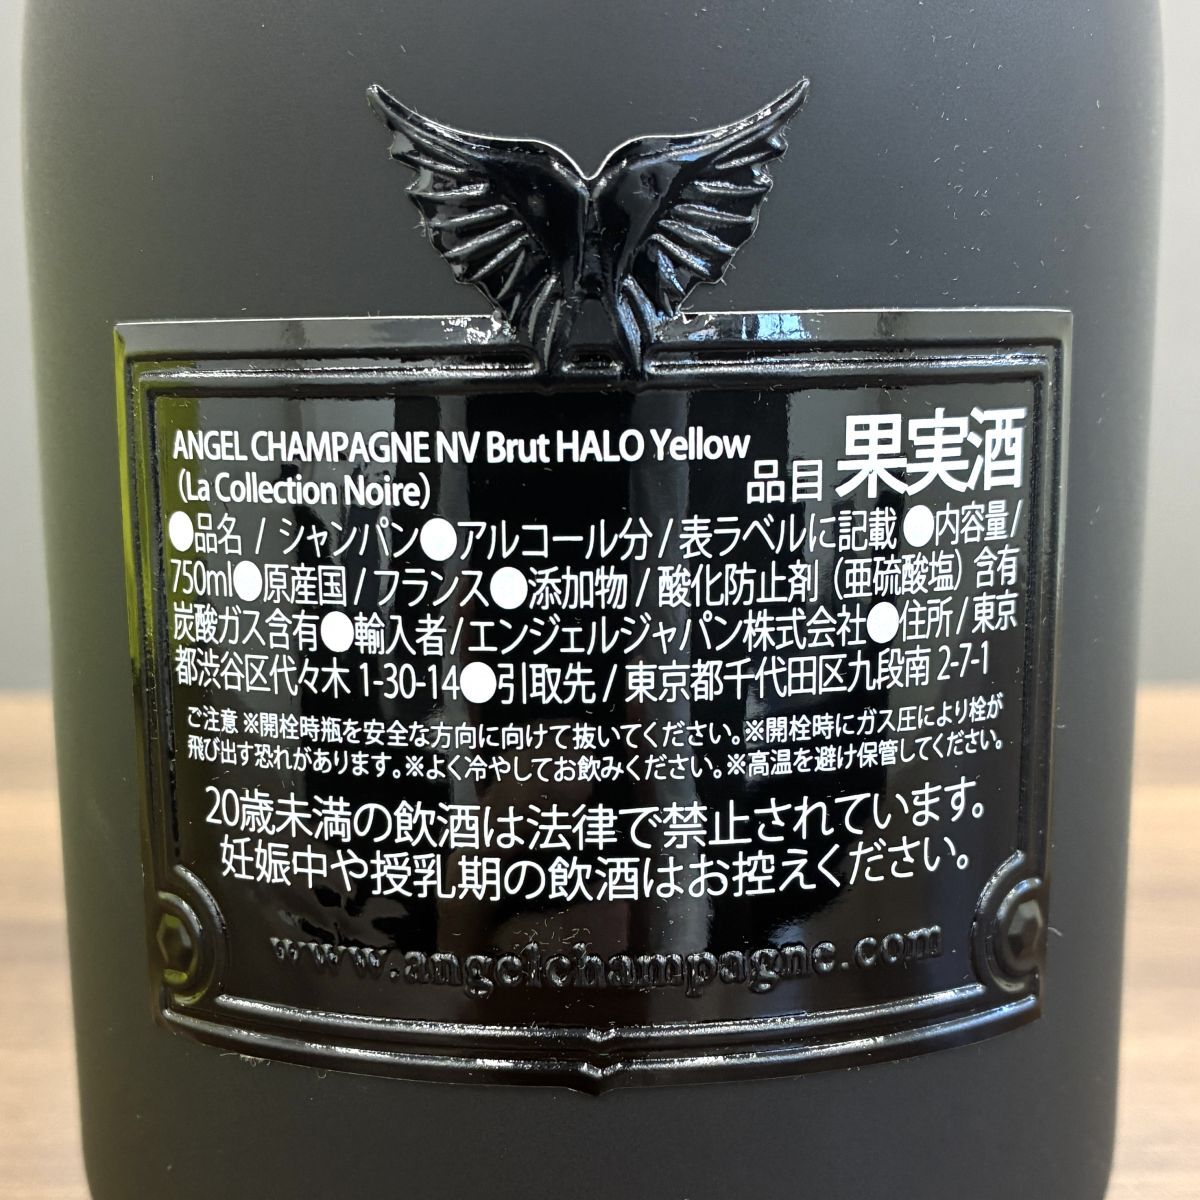 ANGEL CHAMPAGNE NV Brut HALO Yellow
（La Collection Noire）
品目 果実酒
●品名 / シャンパン●アルコール分 / 表ラベルに記載 ●内容量 /
750ml●原産国 / フランス●添加物 / 酸化防止剤（亜硫酸塩）含有
炭酸ガス含有●輸入者 / エンジェルジャパン株式会社●住所 / 東京
都渋谷区代々木 1-30-14●引取先 / 東京都千代田区九段南 2-7-1
ご注意 ※開栓時瓶を安全な方向に向けて抜いてください。※開栓時にガス圧により栓が
飛び出す恐れがあります。※よく冷やしてお飲みください。※高温を避け保管してください。
20歳未満の飲酒は法律で禁止されています。
妊娠中や授乳期の飲酒はお控えください。
www.angelchampagne.com